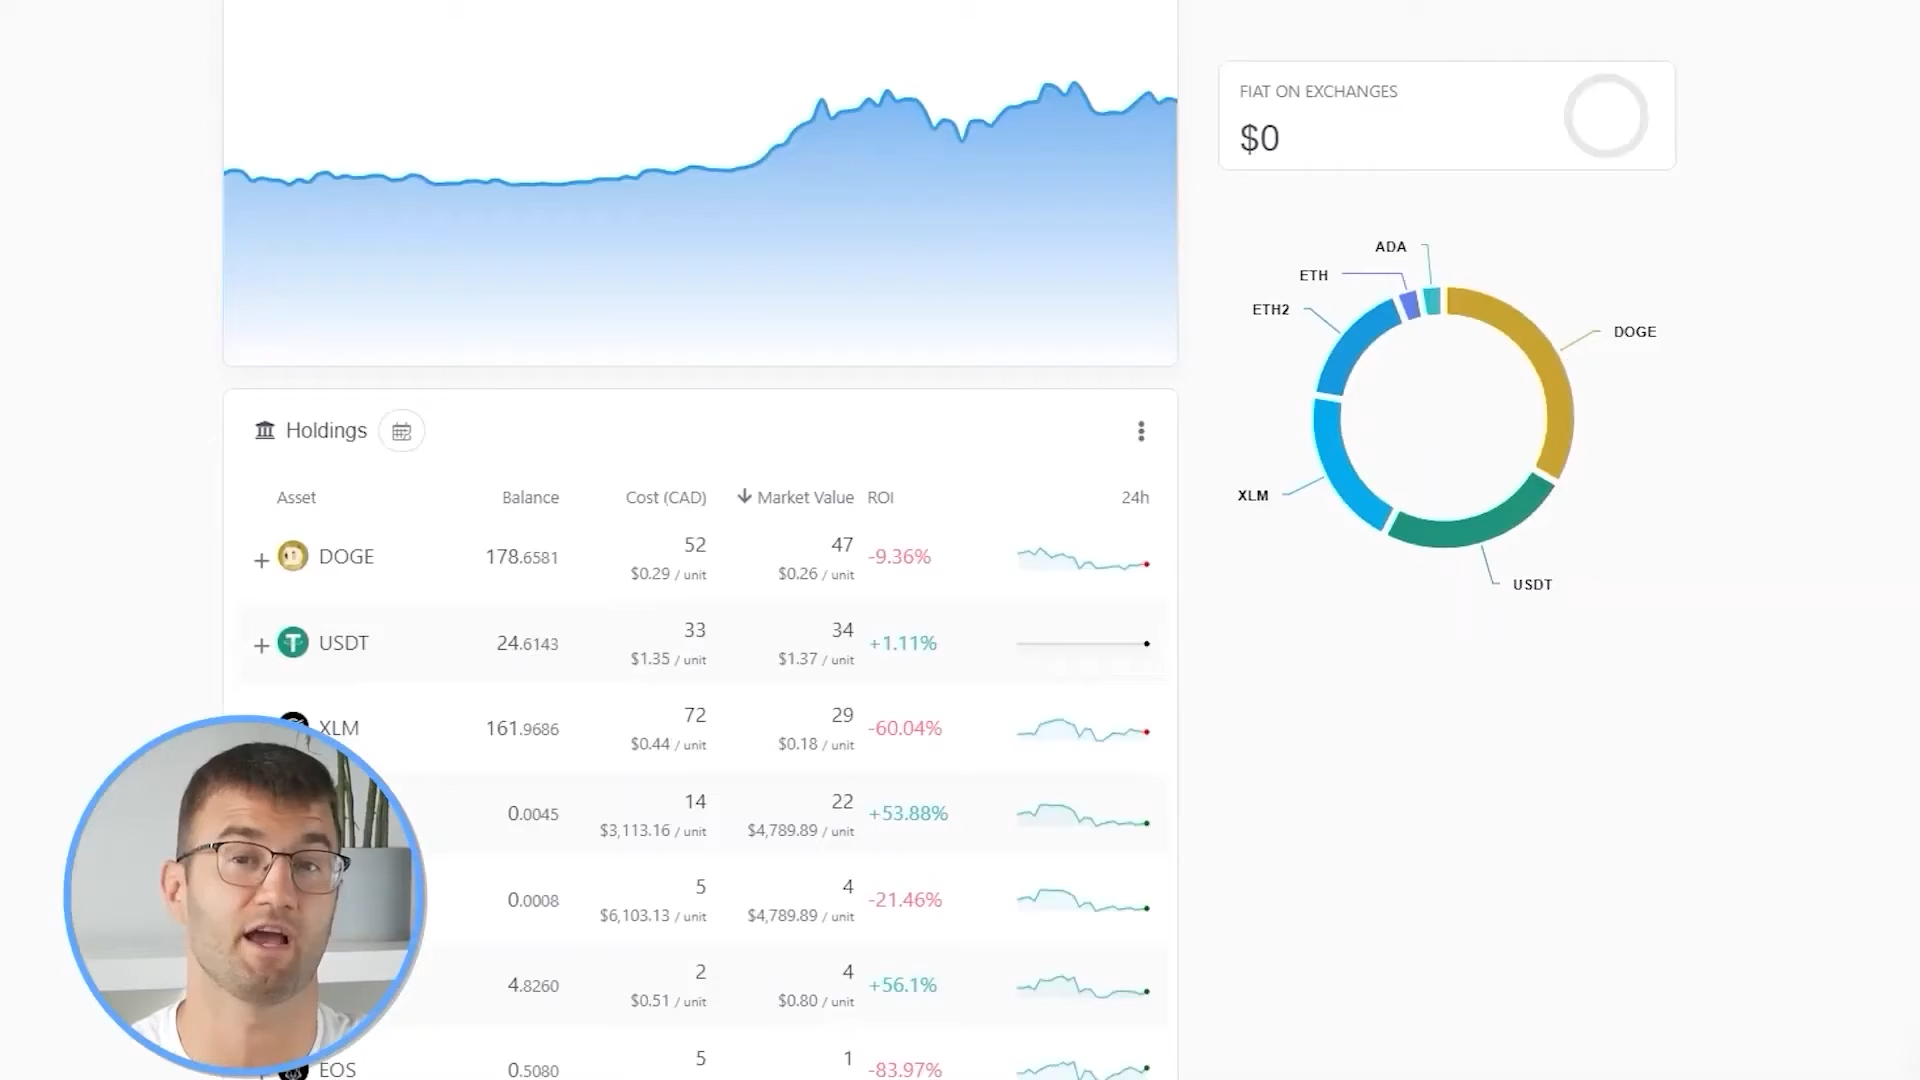 FIAT ON EXCHANGES
$0
ADA
ETH
ETH2
DOGE
XLM
USDT
Holdings
Asset Balance Cost (CAD) Market Value ROI 24h
DOGE 178.6581 52 47 -9.36%
$0.29 / unit $0.26 / unit
USDT 24.6143 33 34 +1.11%
$1.35 / unit $1.37 / unit
XLM 161.9686 72 29 -60.04%
$0.44 / unit $0.18 / unit
0.0045 14 22 +53.88%
$3,113.16 / unit $4,789.89 / unit
0.0008 5 4 -21.46%
$6,103.13 / unit $4,789.89 / unit
4.8260 2 4 +56.1%
$0.51 / unit $0.80 / unit
EOS 0.5080 5 1 -83.97%